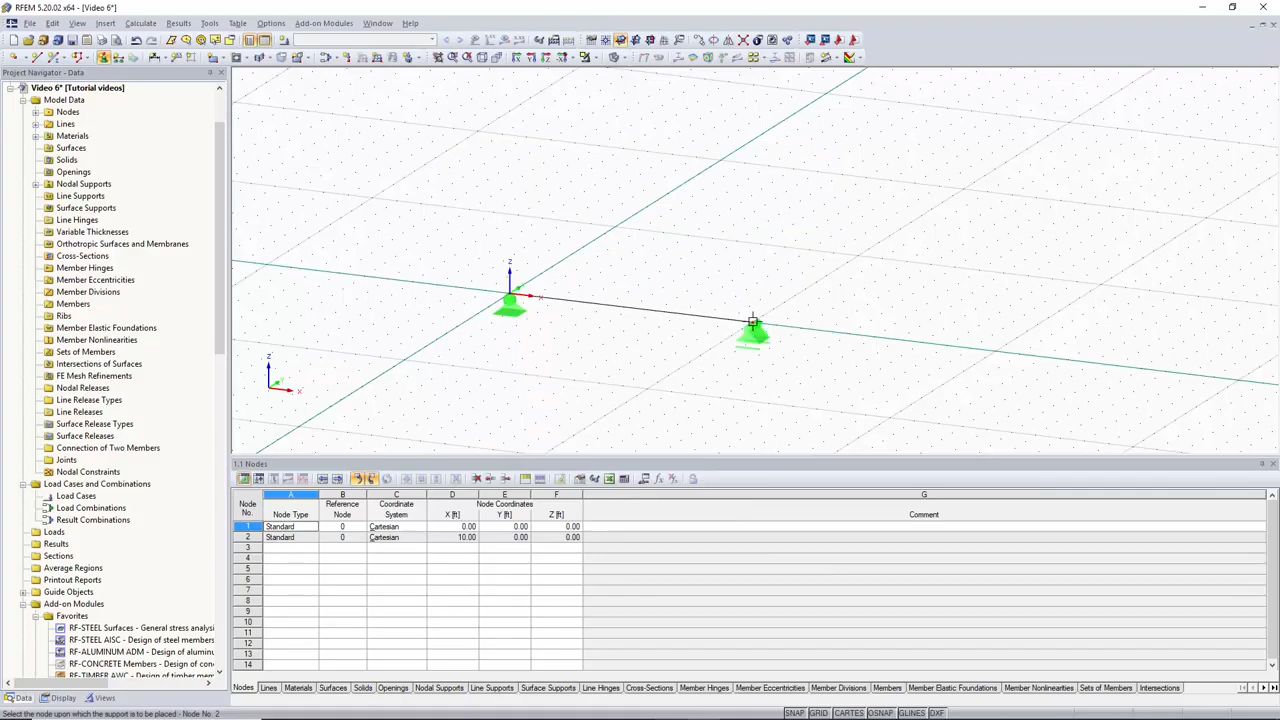 RFEM 5.20.02 x64 - [Video 6*]
File Edit View Insert Calculate Results Tools Table Options Add-on Modules Window Help
Project Navigator - Data
Video 6* [Tutorial videos]
Model Data
Nodes
Lines
Materials
Surfaces
Solids
Openings
Nodal Supports
Line Supports
Surface Supports
Line Hinges
Variable Thicknesses
Orthotropic Surfaces and Membranes
Cross-Sections
Member Hinges
Member Eccentricities
Member Divisions
Members
Ribs
Member Elastic Foundations
Member Nonlinearities
Sets of Members
Intersections of Surfaces
FE Mesh Refinements
Nodal Releases
Line Release Types
Line Releases
Surface Release Types
Surface Releases
Connection of Two Members
Joints
Nodal Constraints
Load Cases and Combinations
Load Cases
Load Combinations
Result Combinations
Loads
Results
Sections
Average Regions
Printout Reports
Guide Objects
Add-on Modules
Favorites
RF-STEEL Surfaces - General stress analysi
RF-STEEL AISC - Design of steel members
RF-ALUMINUM ADM - Design of aluminu
RF-CONCRETE Members - Design of conc
RF-TIMBER AWC - Design of timber mem
Data Display Views
Z
X
Z
X
1.1 Nodes
A B C D E F G
Node Reference Coordinate Node Coordinates
No. Node Type Node System X [ft] Y [ft] Z [ft] Comment
1 Standard 0 Cartesian 0.00 0.00 0.00
2 Standard 0 Cartesian 10.00 0.00 0.00
3
4
5
6
7
8
9
10
11
12
13
14
Nodes Lines Materials Surfaces Solids Openings Nodal Supports Line Supports Surface Supports Line Hinges Cross-Sections Member Hinges Member Eccentricities Member Divisions Members Member Elastic Foundations Member Nonlinearities Sets of Members Intersections
Select the node upon which the support is to be placed - Node No. 2
SNAP GRID CARTES OSNAP GLINES DXF